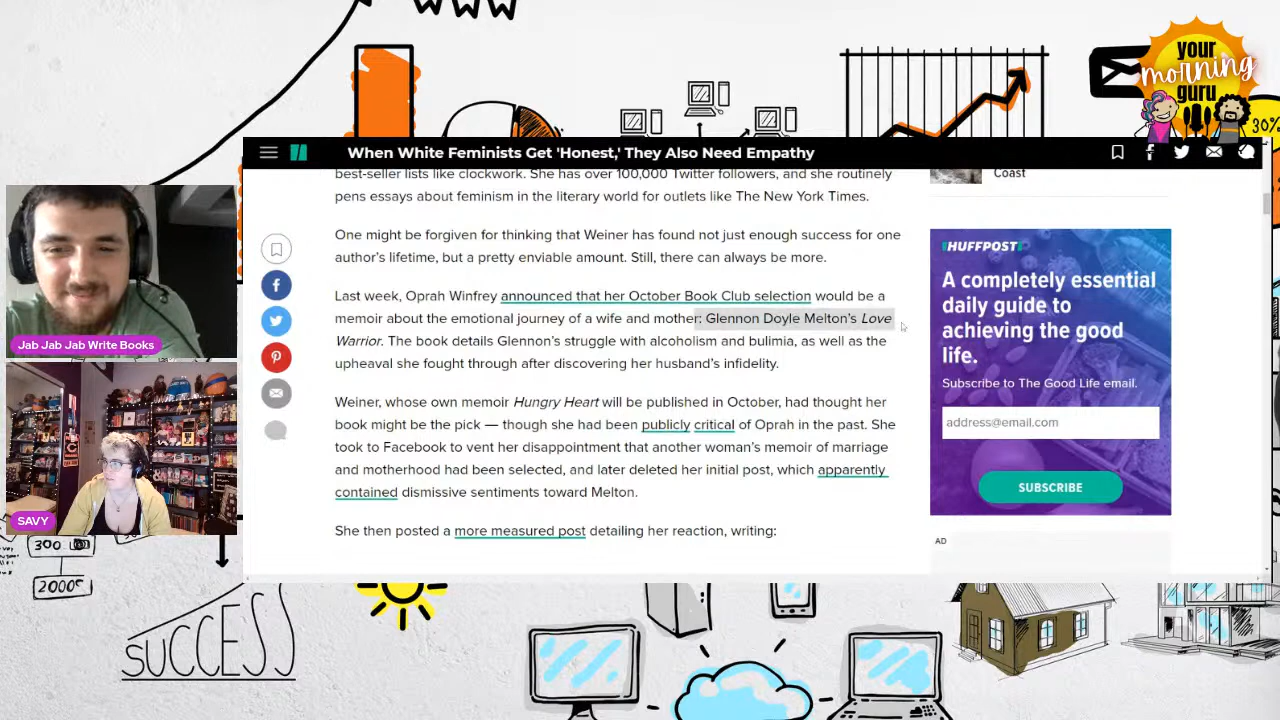 WWW
your
morning
guru
30%
When White Feminists Get 'Honest,' They Also Need Empathy
best-seller lists like clockwork. She has over 100,000 Twitter followers, and she routinely
pens essays about feminism in the literary world for outlets like The New York Times.
Coast
One might be forgiven for thinking that Weiner has found not just enough success for one
author's lifetime, but a pretty enviable amount. Still, there can always be more.
Last week, Oprah Winfrey announced that her October Book Club selection would be a
memoir about the emotional journey of a wife and mother: Glennon Doyle Melton's Love
Warrior. The book details Glennon's struggle with alcoholism and bulimia, as well as the
upheaval she fought through after discovering her husband's infidelity.
Weiner, whose own memoir Hungry Heart will be published in October, had thought her
book might be the pick — though she had been publicly critical of Oprah in the past. She
took to Facebook to vent her disappointment that another woman's memoir of marriage
and motherhood had been selected, and later deleted her initial post, which apparently
contained dismissive sentiments toward Melton.
She then posted a more measured post detailing her reaction, writing:
HUFFPOST
A completely essential
daily guide to
achieving the good
life.
Subscribe to The Good Life email.
address@email.com
SUBSCRIBE
AD
Jab Jab Jab Write Books
SAVY
300
2000
SUCCESS